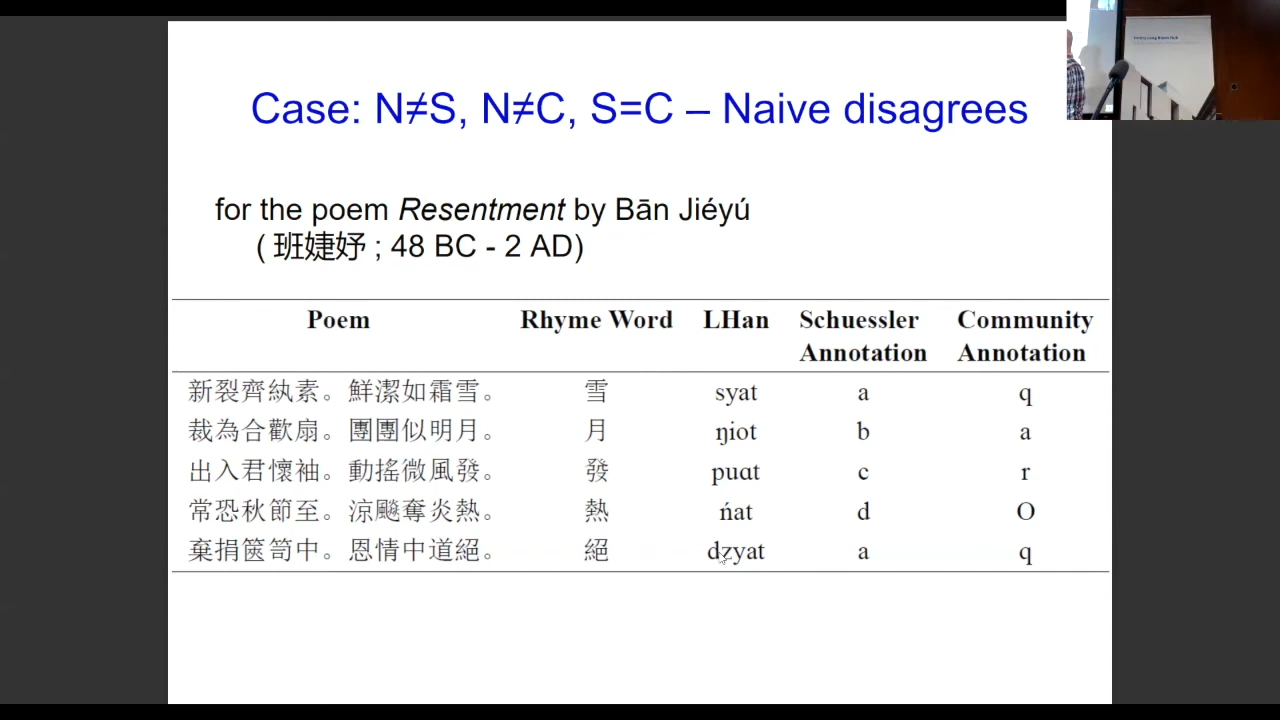 Case: N≠S, N≠C, S=C – Naive disagrees
for the poem Resentment by Bān Jiéyú
( 班婕妤 ; 48 BC - 2 AD)
Poem Rhyme Word LHan Schuessler Annotation Community Annotation
新裂齊紈素。鮮潔如霜雪。 雪 syat a q
裁為合歡扇。團團似明月。 月 ŋiot b a
出入君懷袖。動搖微風發。 發 puɑt c r
常恐秋節至。涼飈奪炎熱。 熱 ńat d O
棄捐篋笥中。恩情中道絕。 絕 dzyat a q